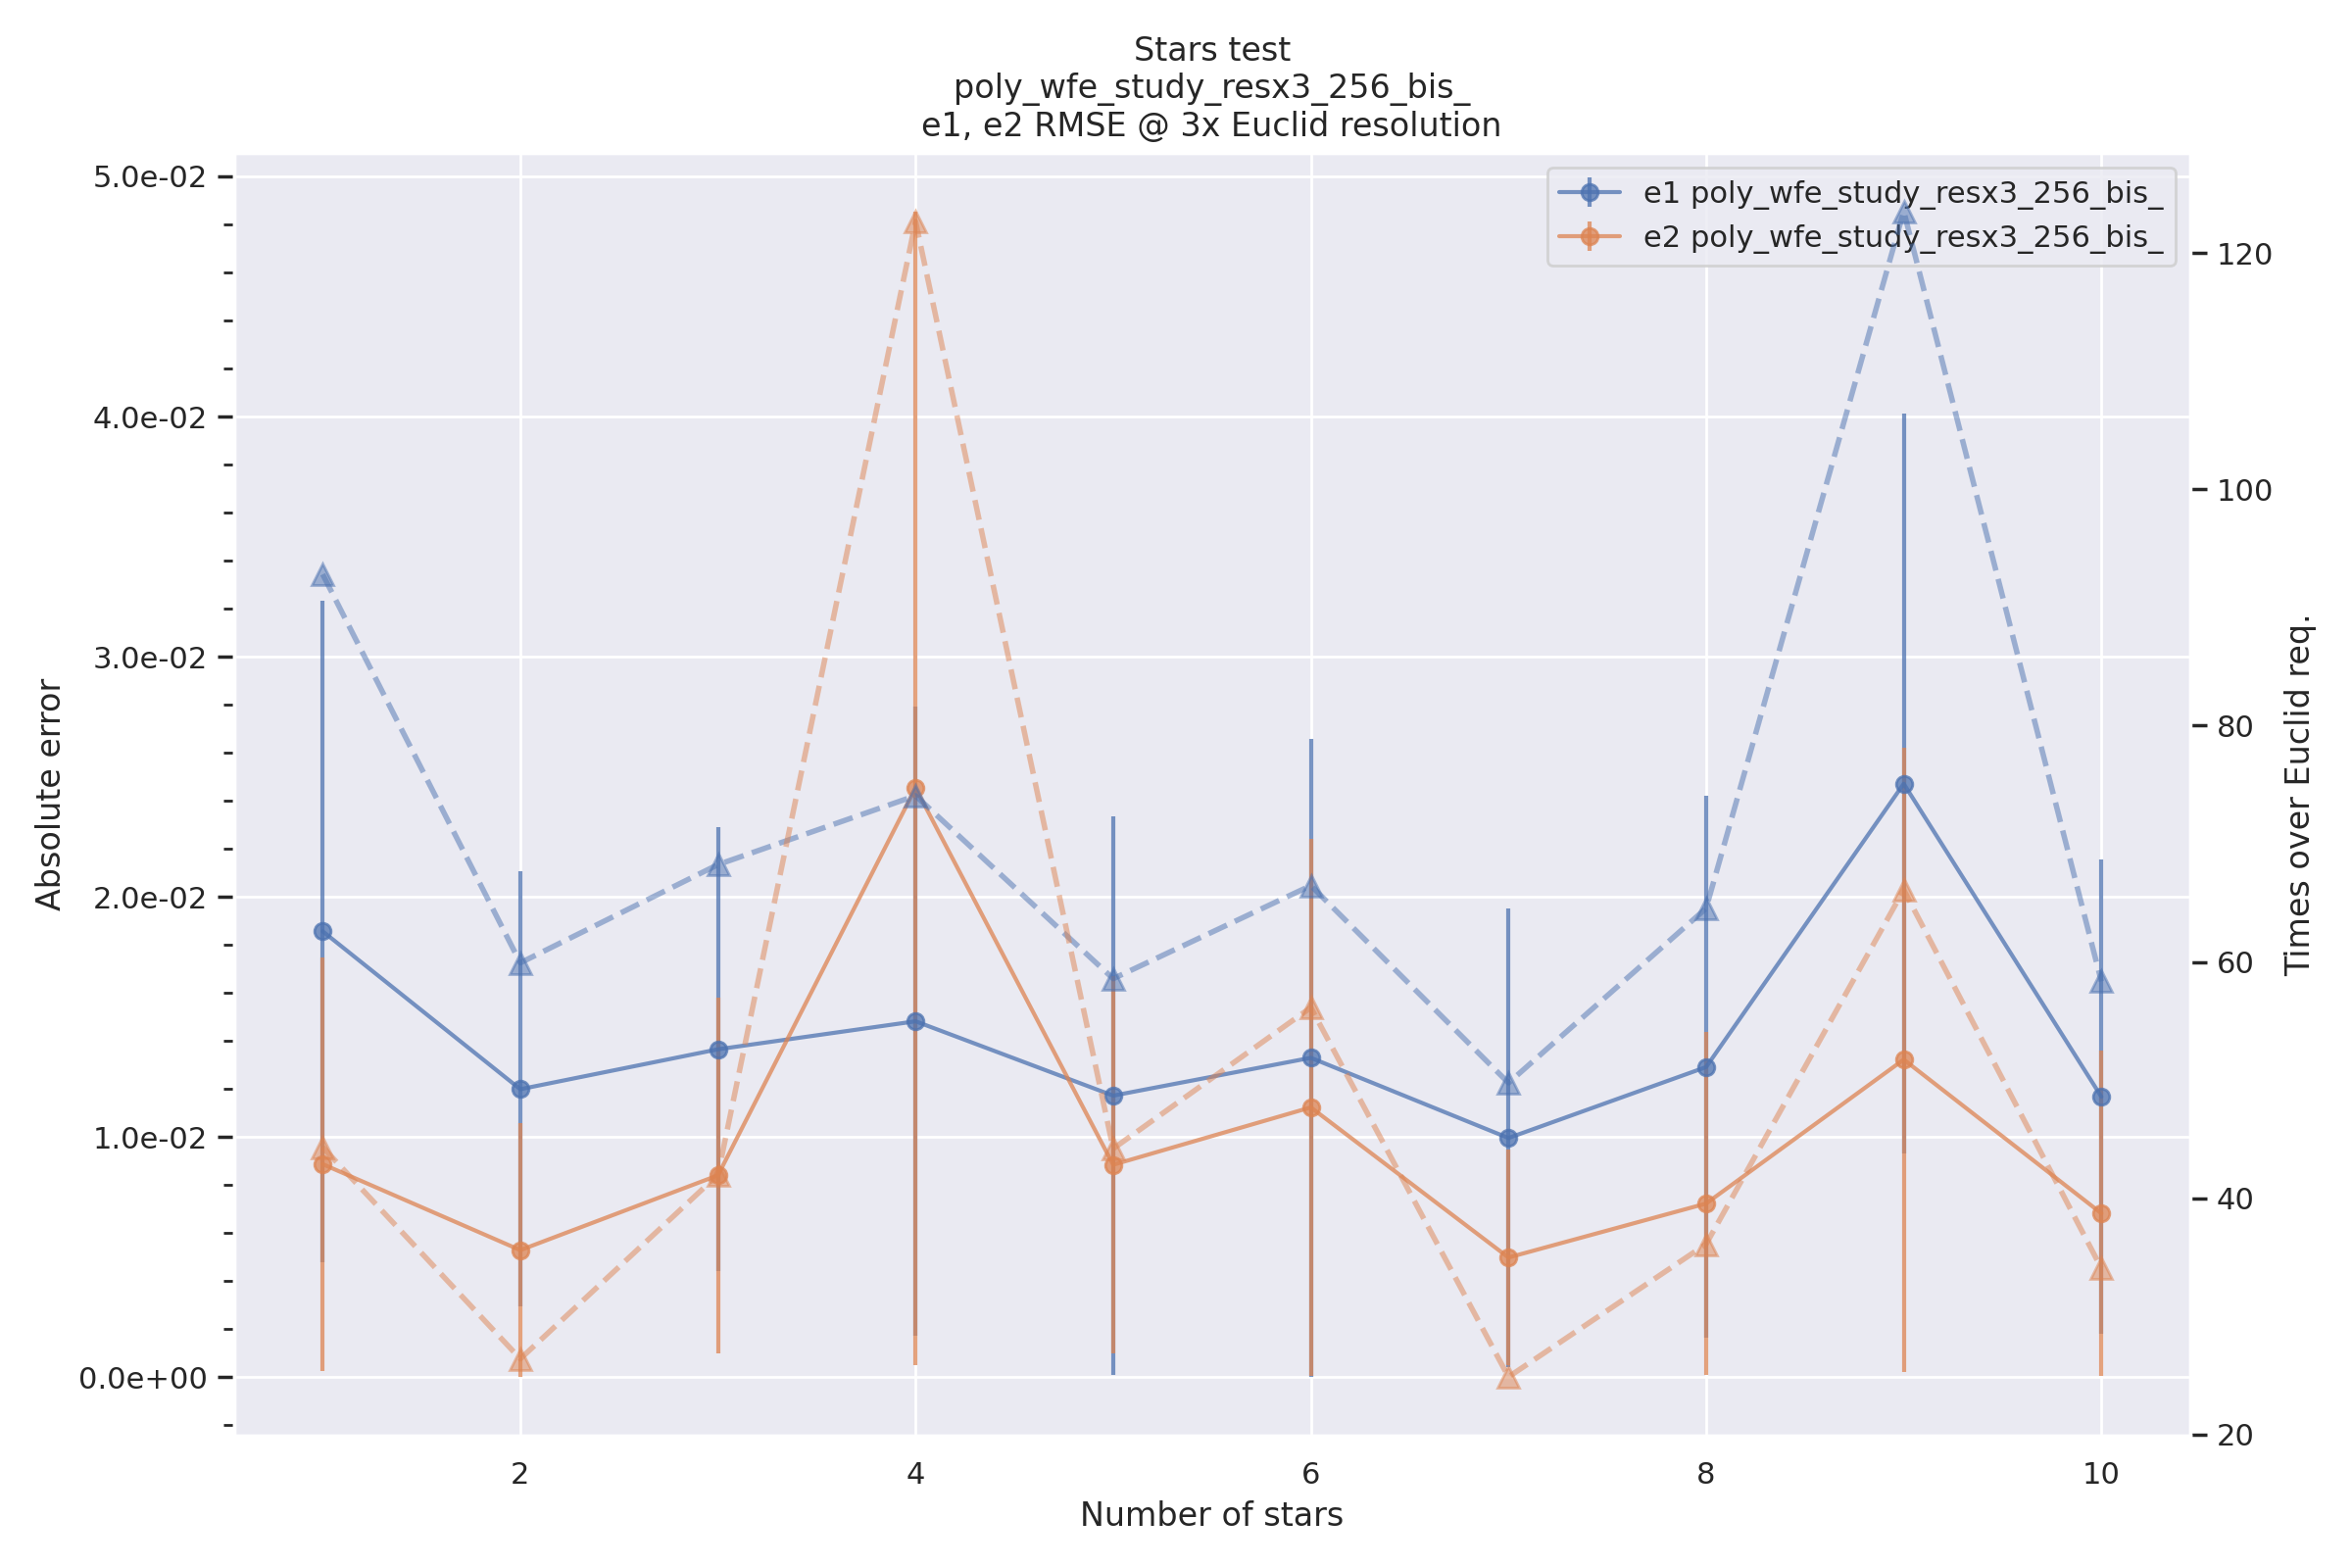 Stars test
poly_wfe_study_resx3_256_bis_
e1, e2 RMSE @ 3x Euclid resolution
e1 poly_wfe_study_resx3_256_bis_
e2 poly_wfe_study_resx3_256_bis_
5.0e-02
4.0e-02
3.0e-02
2.0e-02
1.0e-02
0.0e+00
Absolute error
120
100
80
60
40
20
Times over Euclid req.
2
4
6
8
10
Number of stars